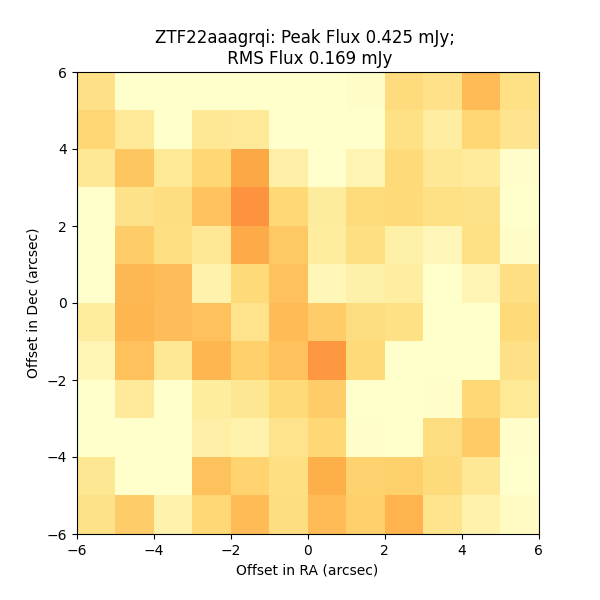 ZTF22aaagrqi: Peak Flux 0.425 mJy;
RMS Flux 0.169 mJy
6
4
2
0
−2
−4
−6
Offset in Dec (arcsec)
−6 −4 −2 0 2 4 6
Offset in RA (arcsec)